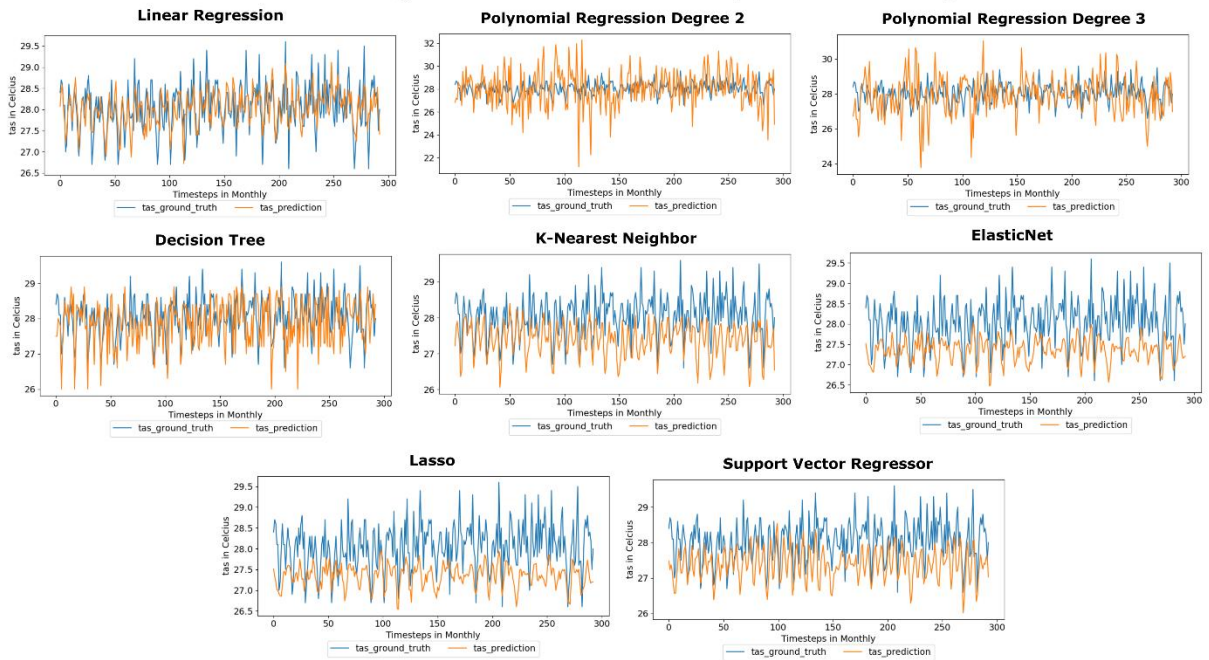 Linear Regression
29.5
29.0
28.5
28.0
27.5
27.0
26.5
tas in Celcius
0 50 100 150 200 250 300
Timesteps in Monthly
tas_ground_truth tas_prediction
Polynomial Regression Degree 2
32
30
28
26
24
22
tas in Celcius
0 50 100 150 200 250 300
Timesteps in Monthly
tas_ground_truth tas_prediction
Polynomial Regression Degree 3
30
28
26
24
tas in Celcius
0 50 100 150 200 250 300
Timesteps in Monthly
tas_ground_truth tas_prediction
Decision Tree
29
28
27
26
tas in Celcius
0 50 100 150 200 250 300
Timesteps in Monthly
tas_ground_truth tas_prediction
K-Nearest Neighbor
29
28
27
26
tas in Celcius
0 50 100 150 200 250 300
Timesteps in Monthly
tas_ground_truth tas_prediction
ElasticNet
29.5
29.0
28.5
28.0
27.5
27.0
26.5
tas in Celcius
0 50 100 150 200 250 300
Timesteps in Monthly
tas_ground_truth tas_prediction
Lasso
29.5
29.0
28.5
28.0
27.5
27.0
26.5
tas in Celcius
0 50 100 150 200 250 300
Timesteps in Monthly
tas_ground_truth tas_prediction
Support Vector Regressor
29
28
27
26
tas in Celcius
0 50 100 150 200 250 300
Timesteps in Monthly
tas_ground_truth tas_prediction